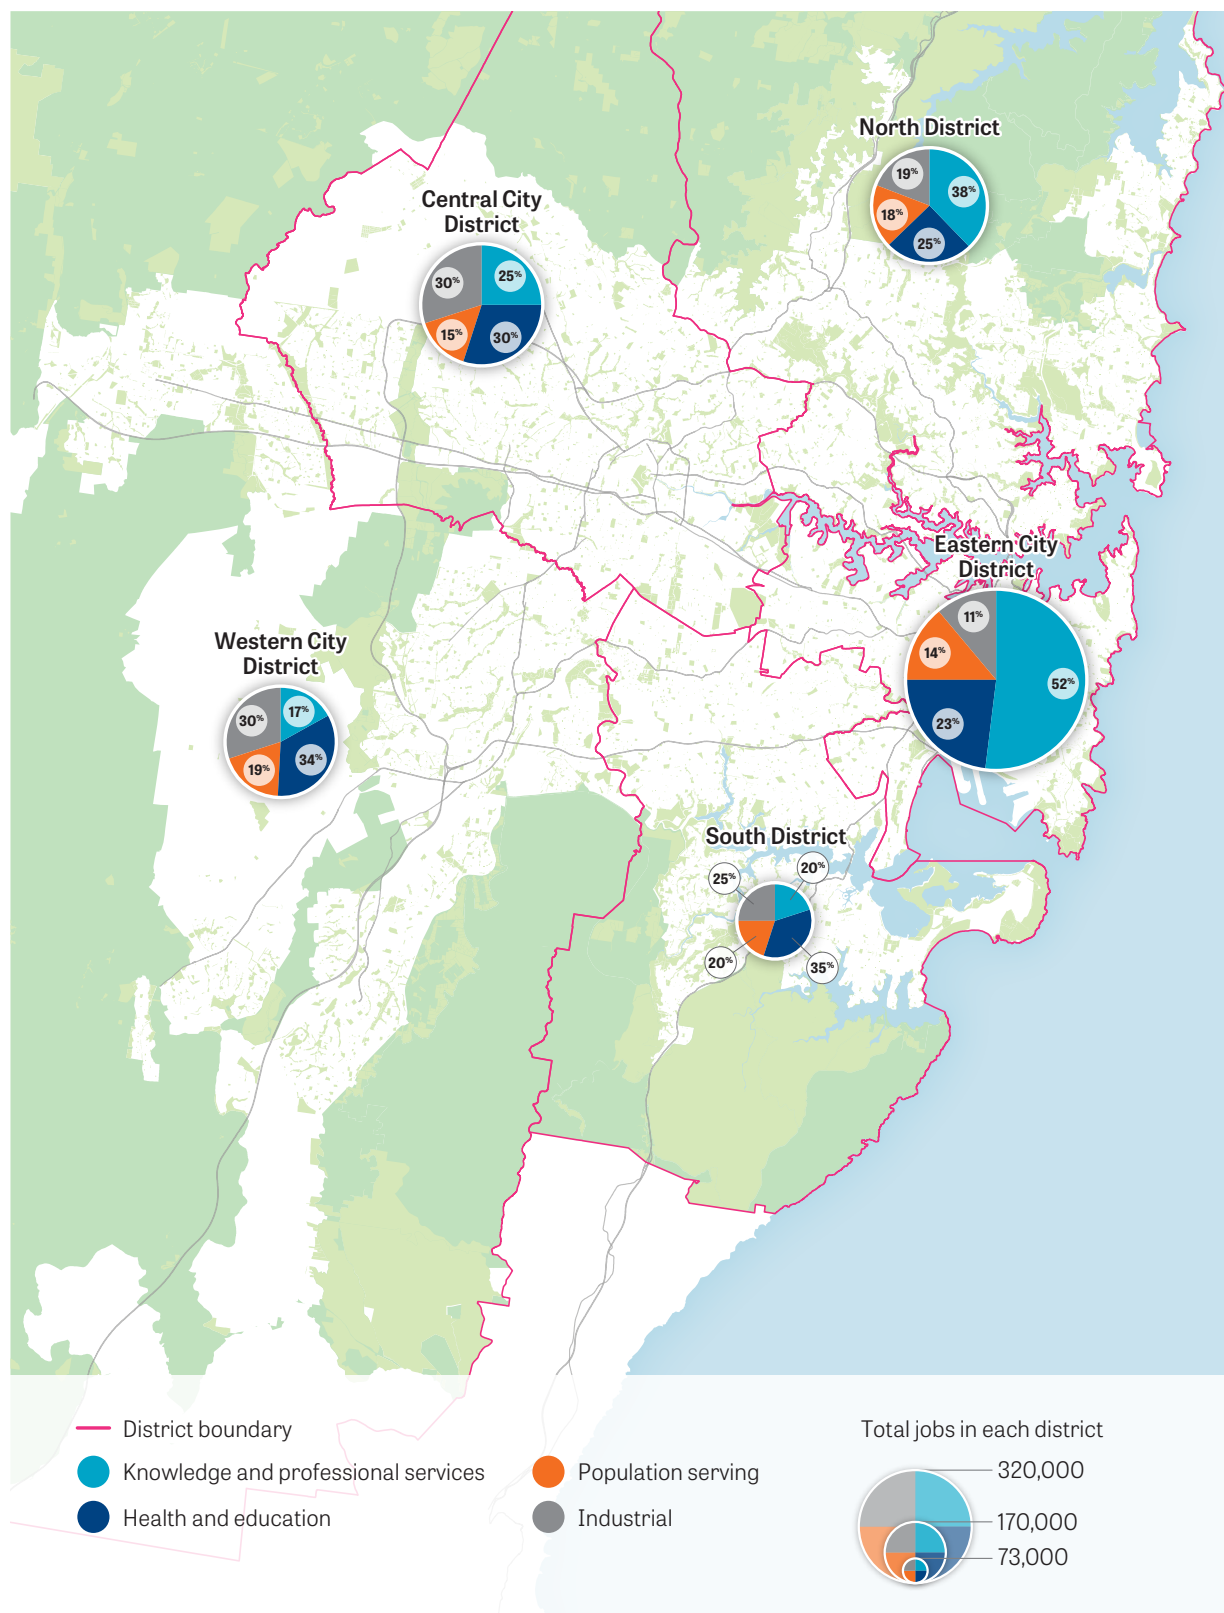 North District
19%
38%
18%
25%
Central City
District
30%
25%
15%
30%
Eastern City
District
11%
14%
52%
23%
Western City
District
30%
17%
34%
19%
South District
25%
20%
20%
35%
District boundary
Knowledge and professional services
Health and education
Population serving
Industrial
Total jobs in each district
320,000
170,000
73,000